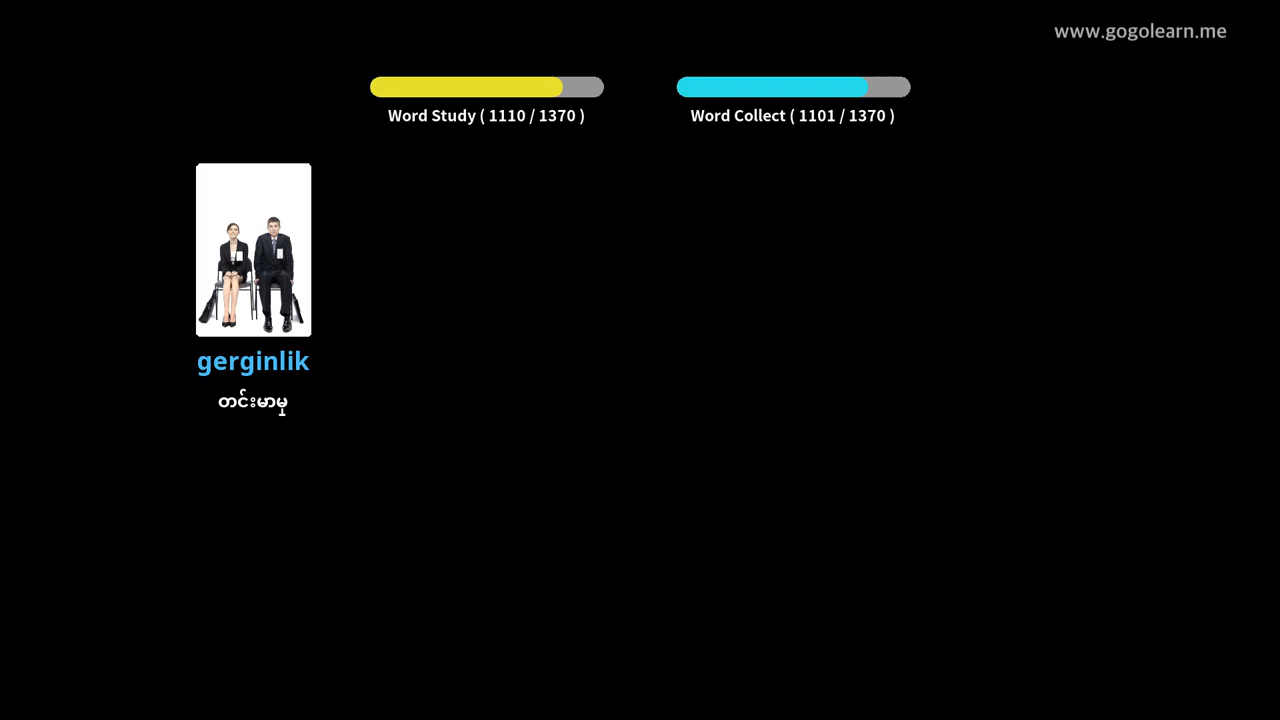 www.gogolearn.me
Word Study ( 1110 / 1370 )
Word Collect ( 1101 / 1370 )
gerginlik
တင်းမာမှု